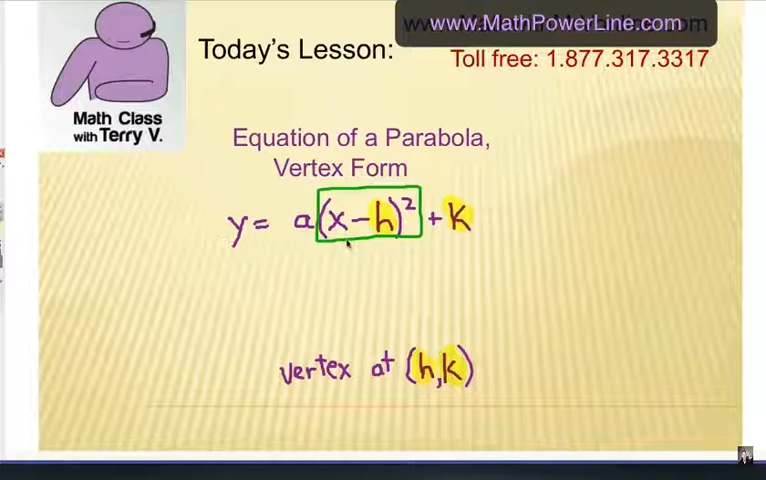 www.MathPowerLine.com
Today's Lesson:
Toll free: 1.877.317.3317
Math Class
with Terry V.
Equation of a Parabola,
Vertex Form
y = a(x-h)² + k
vertex at (h,k)